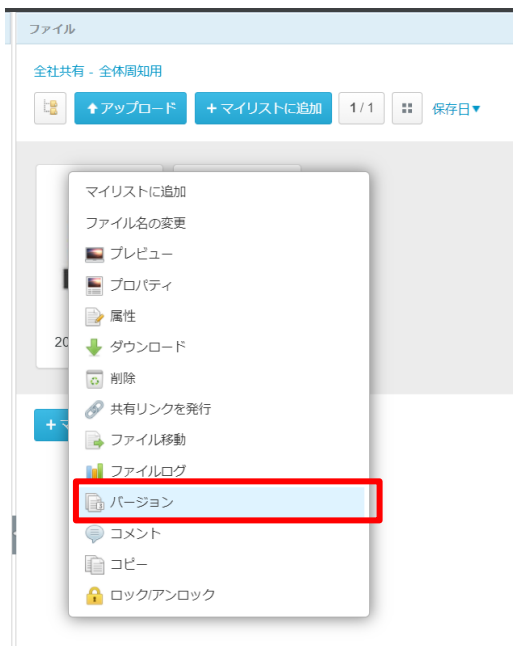 ファイル
全社共有 - 全体周知用
アップロード +マイリストに追加 1 / 1 保存日▼
マイリストに追加
ファイル名の変更
プレビュー
プロパティ
属性
20
ダウンロード
削除
共有リンクを発行
ファイル移動
+マ
ファイルログ
バージョン
コメント
コピー
ロック/アンロック